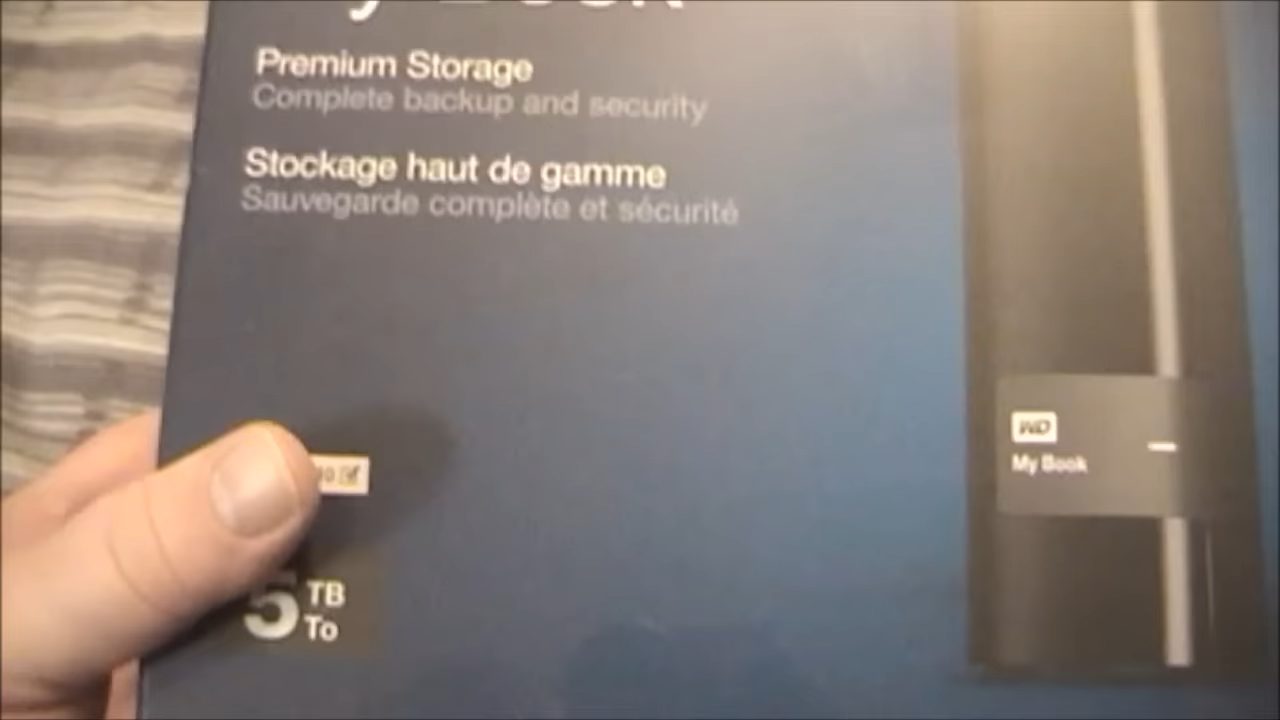 Premium Storage
Complete backup and security
Stockage haut de gamme
Sauvegarde complète et sécurité
WD
My Book
5 TB
To